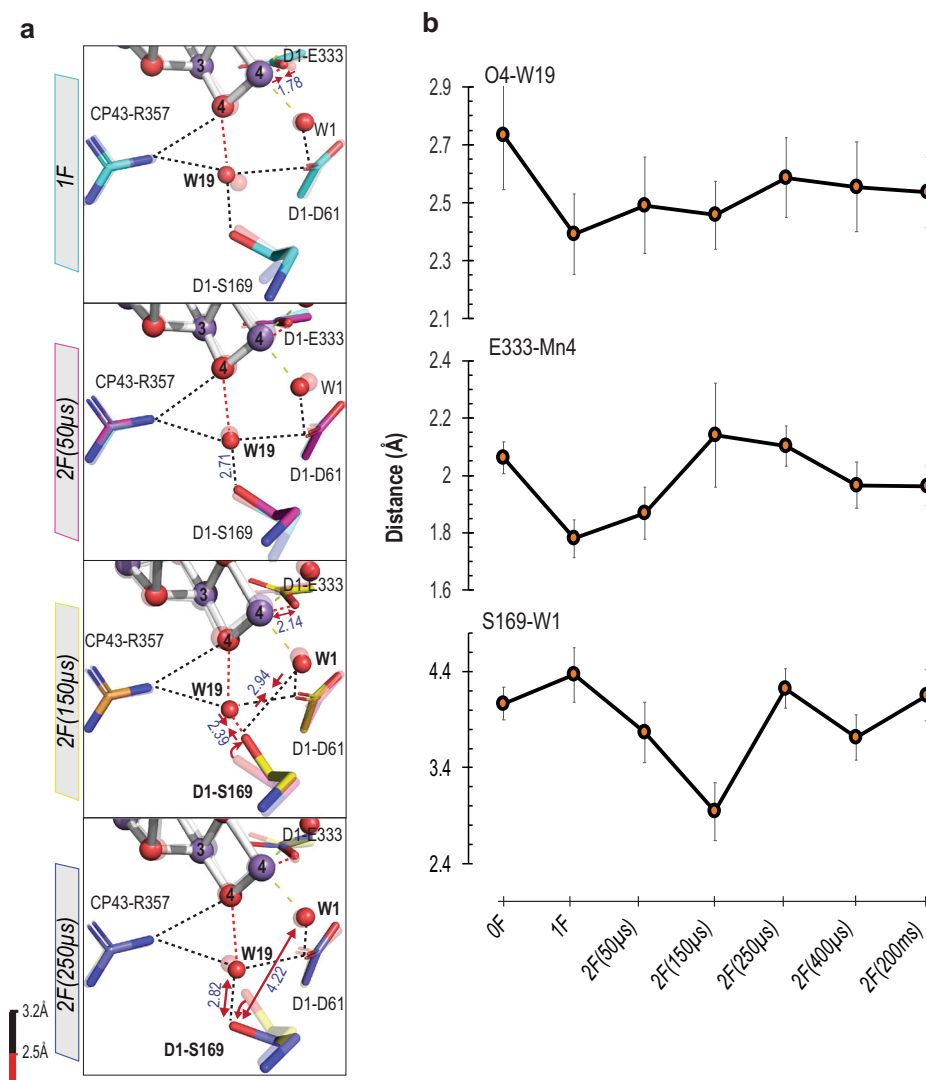 a
1F
3
4
D1-E333
1.78
4
CP43-R357
W1
W19
D1-D61
D1-S169
2F(50µs)
3
4
D1-E333
4
CP43-R357
W1
W19
2.71
D1-D61
D1-S169
2F(150µs)
3
4
D1-E333
2.14
4
CP43-R357
W1
W19
2.94
2.39
D1-D61
D1-S169
2F(250µs)
3
4
D1-E333
4
CP43-R357
W1
W19
4.22
2.82
D1-D61
D1-S169
3.2Å
2.5Å
b
O4-W19
2.9
2.7
2.5
2.3
2.1
E333-Mn4
2.4
2.2
2
1.8
1.6
Distance (Å)
S169-W1
4.4
3.4
2.4
0F
1F
2F(50µs)
2F(150µs)
2F(250µs)
2F(400µs)
2F(200ms)